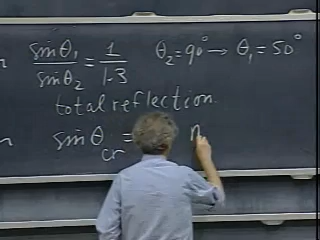 n sinθ₁/sinθ₂ = 1/1.3 θ₂=90° → θ₁=50°
total reflection
sinθcr = n